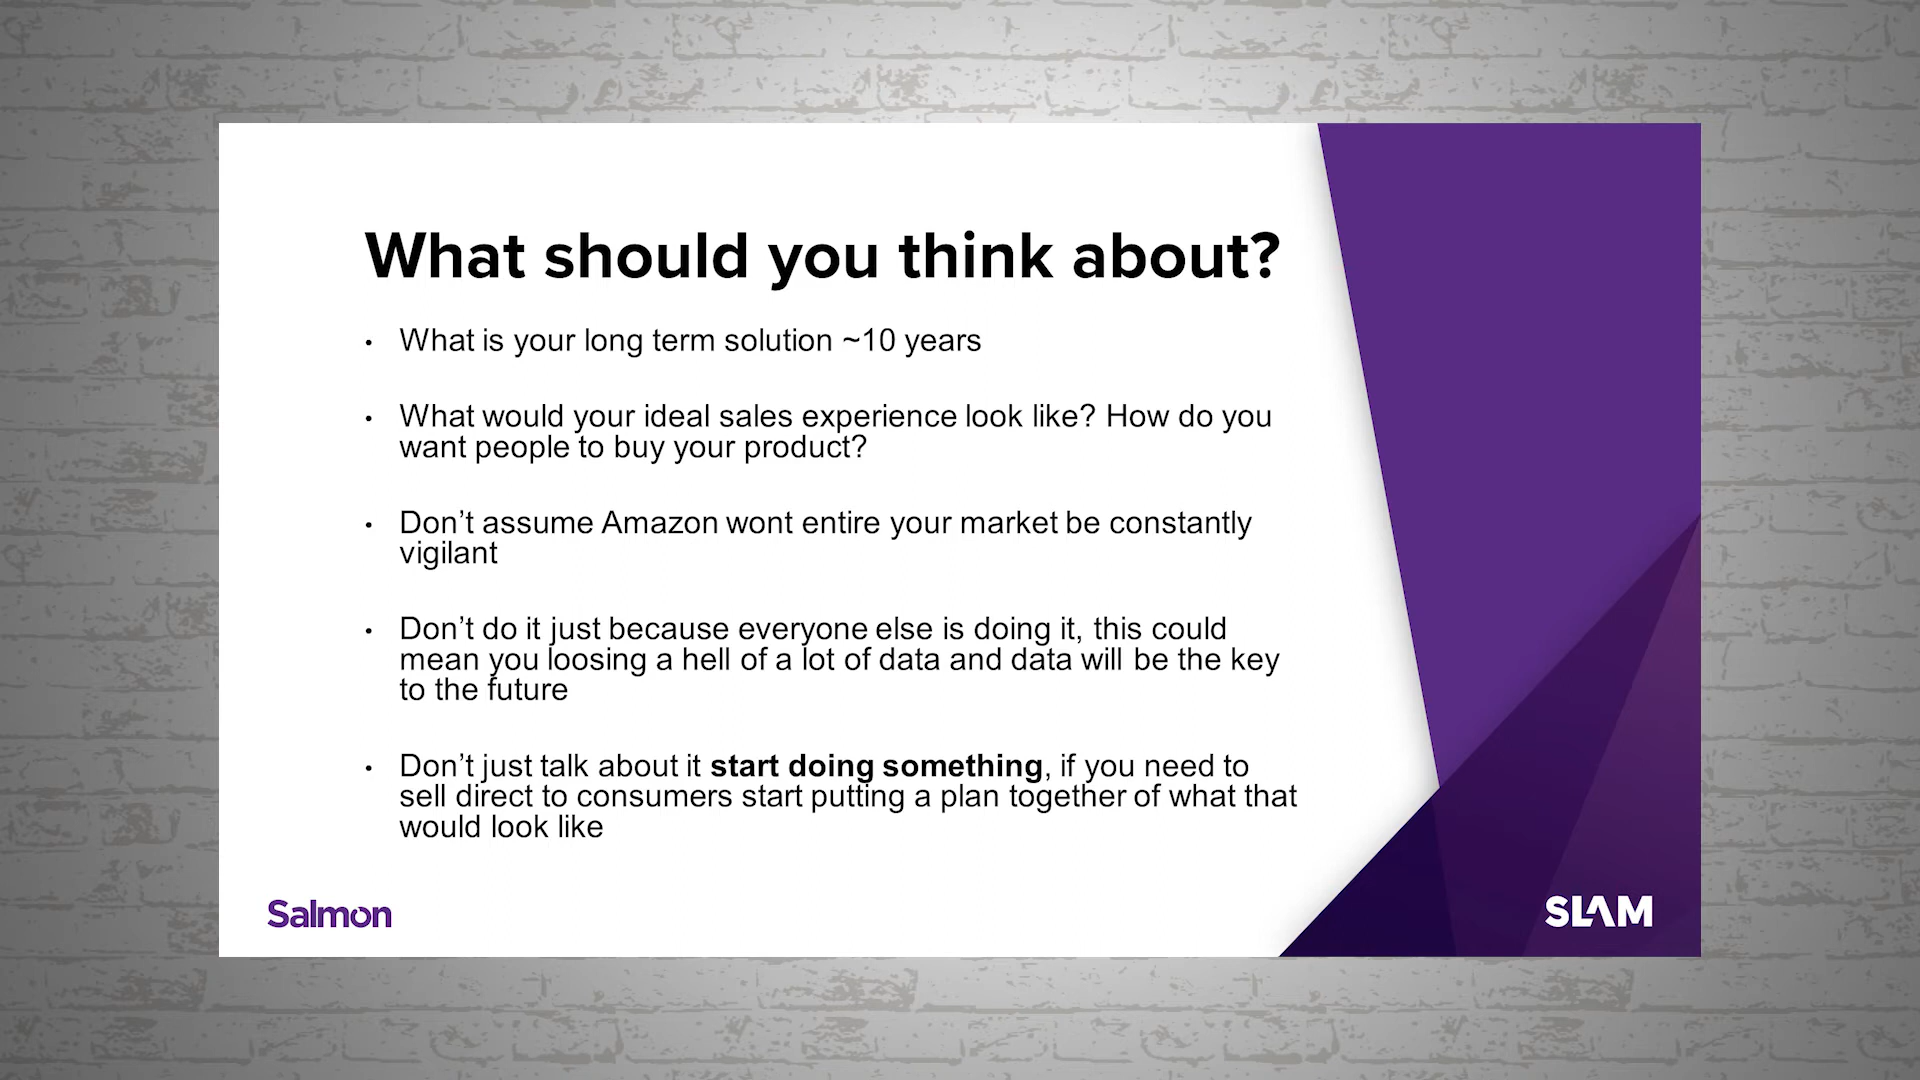 What should you think about?
• What is your long term solution ~10 years
• What would your ideal sales experience look like? How do you
want people to buy your product?
• Don’t assume Amazon wont entire your market be constantly
vigilant
• Don’t do it just because everyone else is doing it, this could
mean you loosing a hell of a lot of data and data will be the key
to the future
• Don’t just talk about it start doing something, if you need to
sell direct to consumers start putting a plan together of what that
would look like
Salmon
SLAM